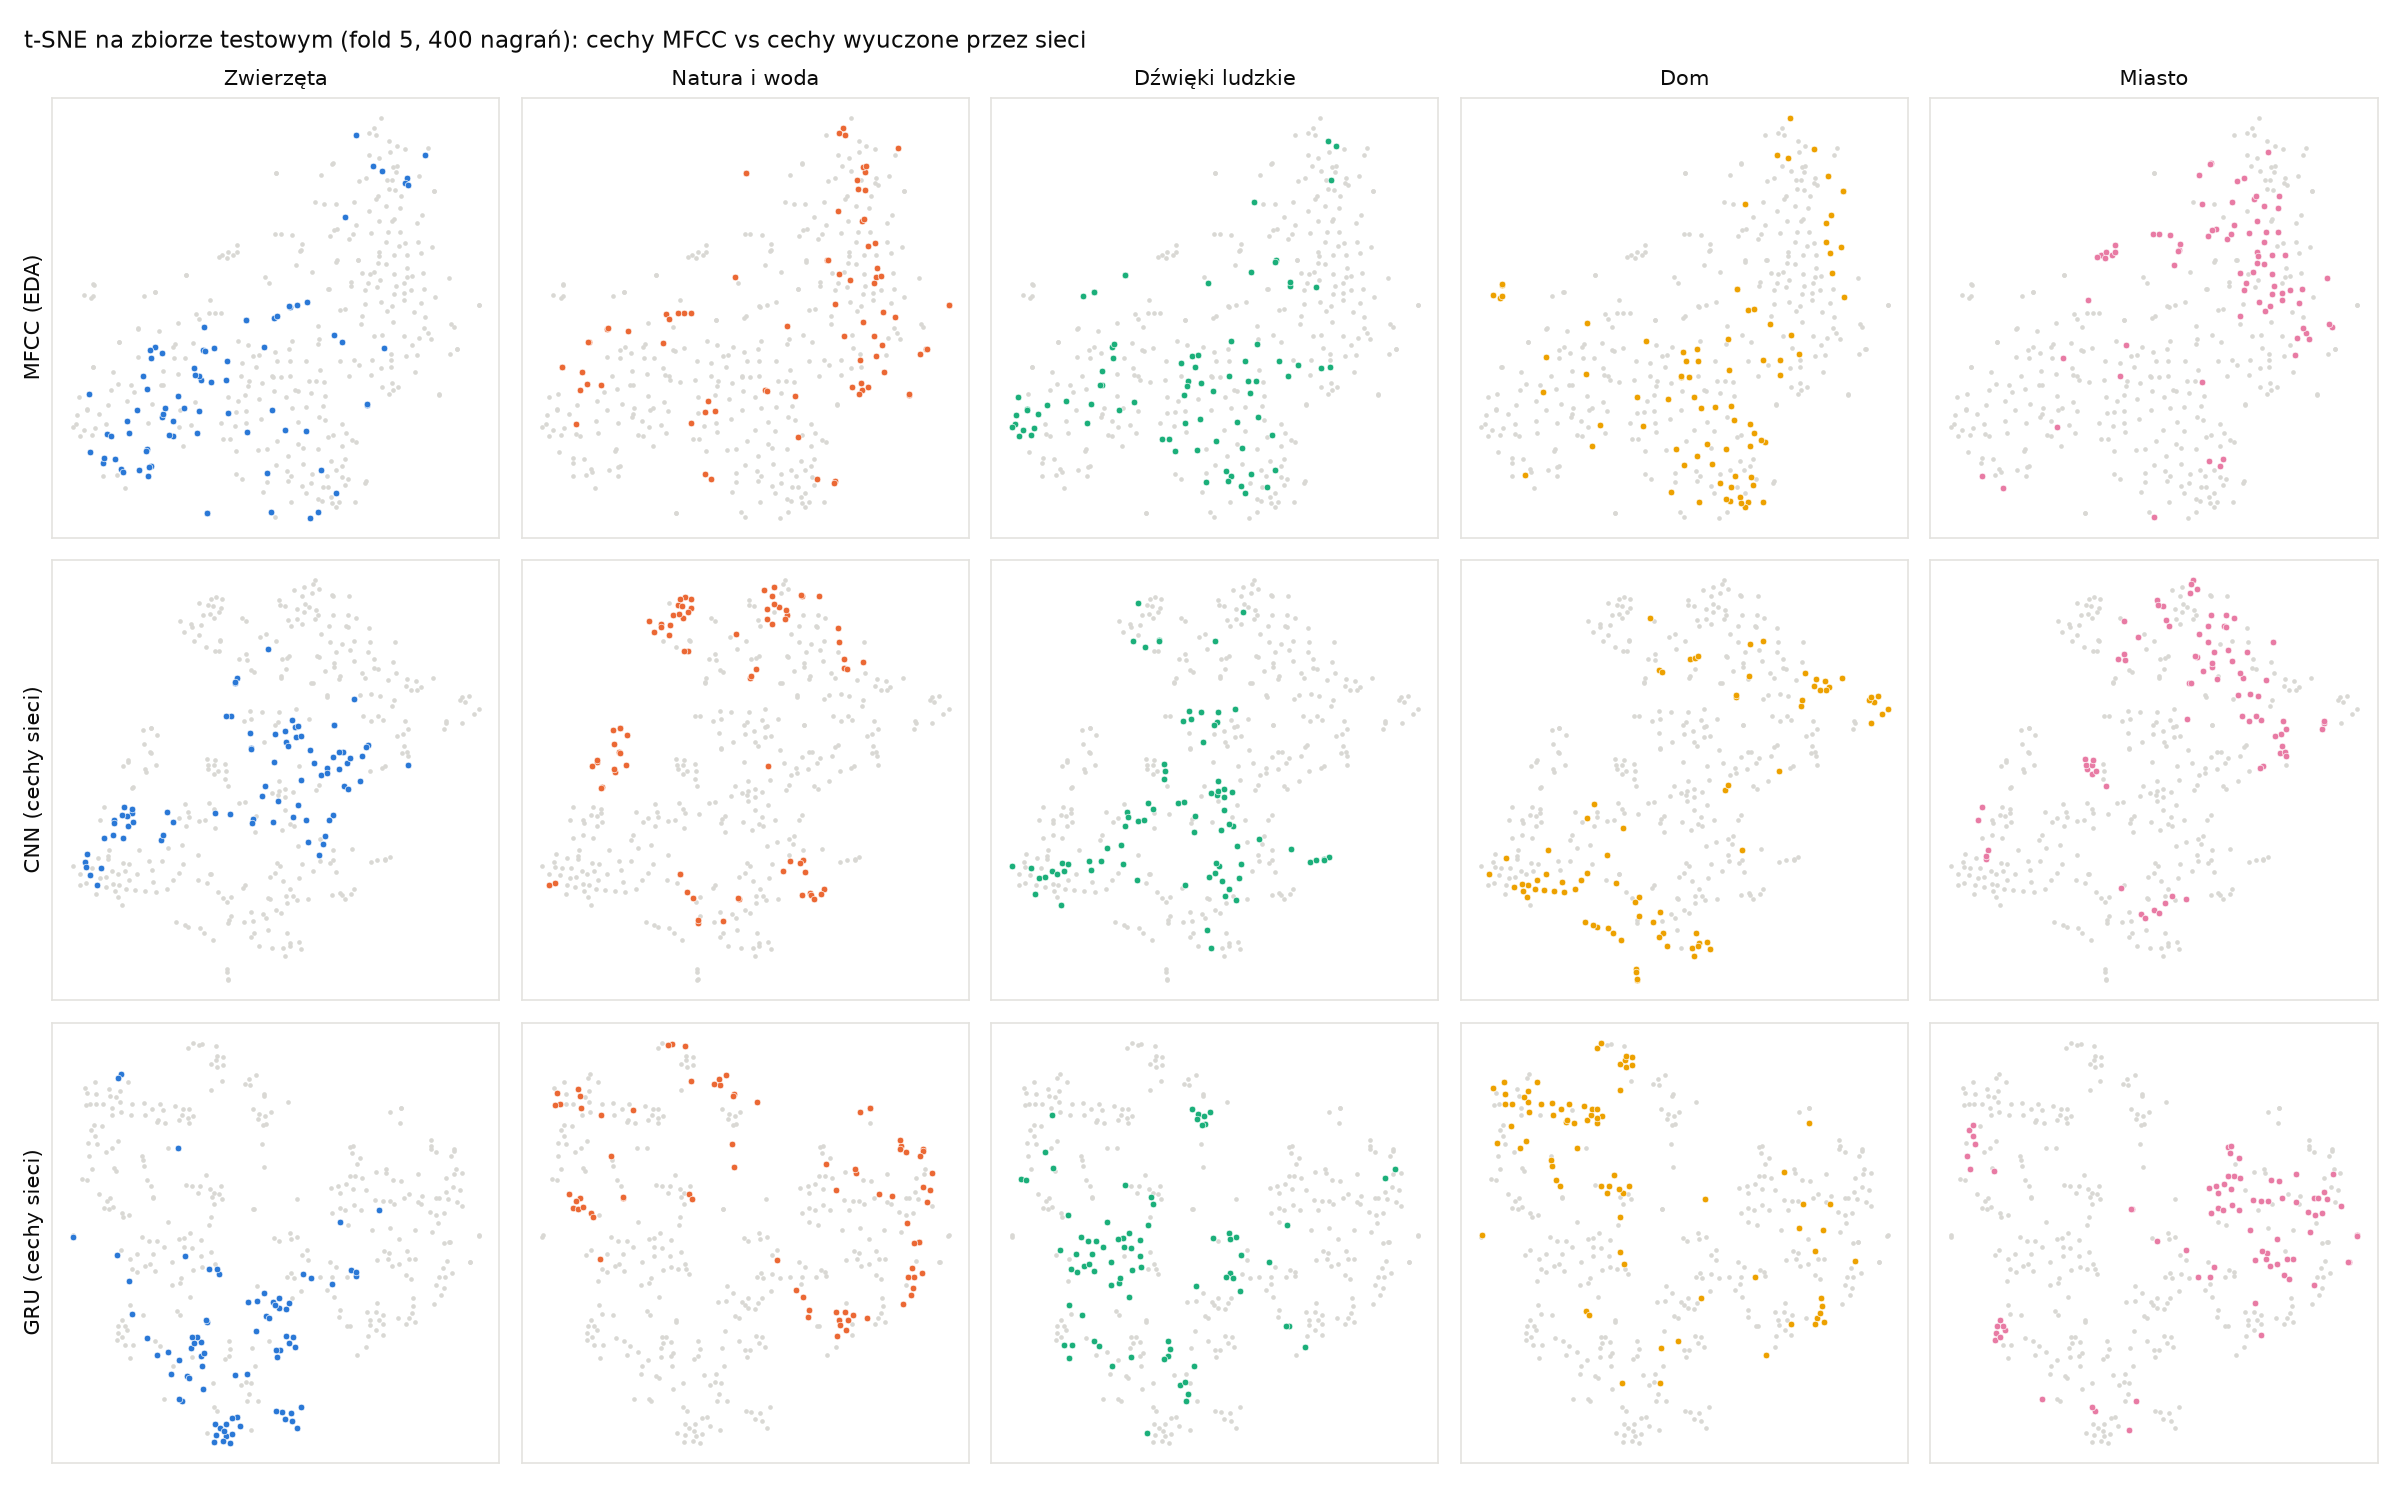 t-SNE na zbiorze testowym (fold 5, 400 nagrań): cechy MFCC vs cechy wyuczone przez sieci
Zwierzęta
Natura i woda
Dźwięki ludzkie
Dom
Miasto
MFCC (EDA)
CNN (cechy sieci)
GRU (cechy sieci)